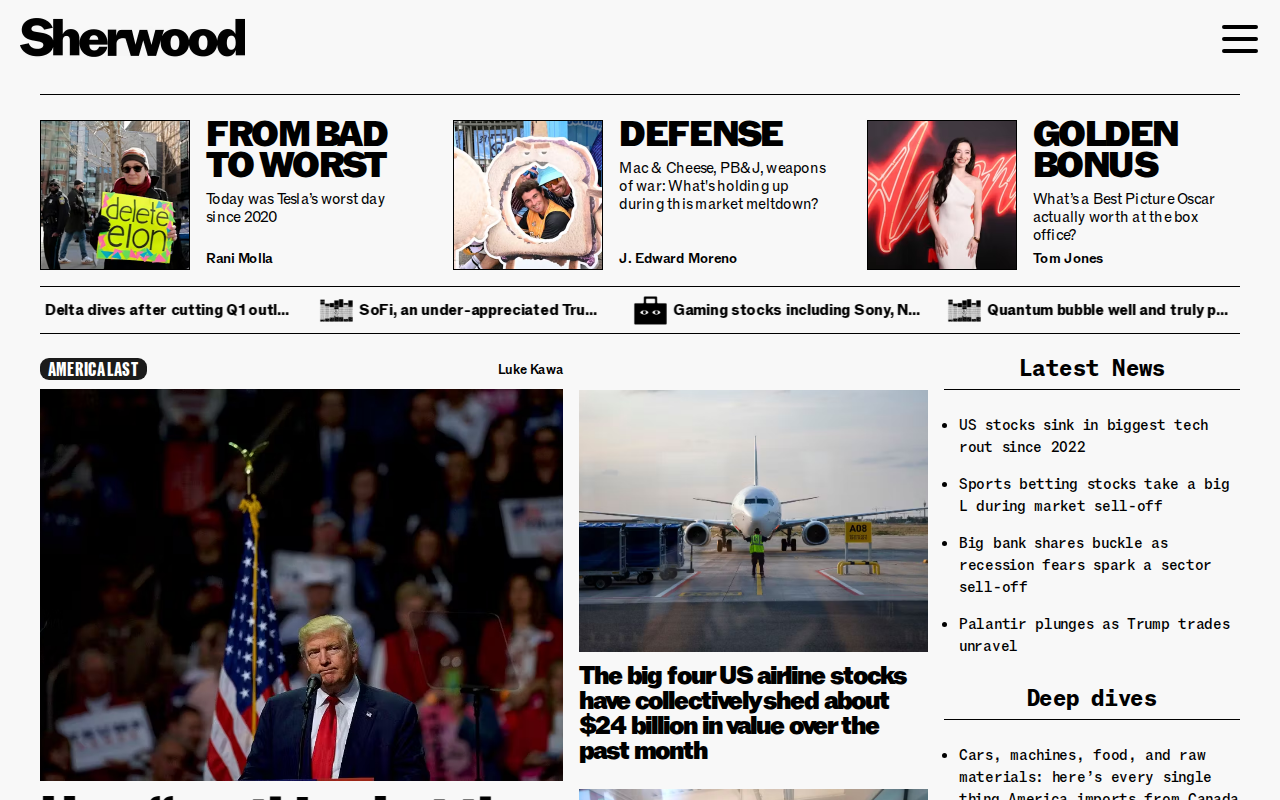 Sherwood
FROM BAD
TO WORST
Today was Tesla's worst day
since 2020
Rani Molla
delete
elon
DEFENSE
Mac & Cheese, PB&J, weapons
of war: What's holding up
during this market meltdown?
J. Edward Moreno
GOLDEN
BONUS
What's a Best Picture Oscar
actually worth at the box
office?
Tom Jones
Delta dives after cutting Q1 outl...
SoFi, an under-appreciated Tru...
Gaming stocks including Sony, N...
Quantum bubble well and truly p...
AMERICA LAST
Luke Kawa
A08
The big four US airline stocks
have collectively shed about
$24 billion in value over the
past month
Latest News
US stocks sink in biggest tech
rout since 2022
Sports betting stocks take a big
L during market sell-off
Big bank shares buckle as
recession fears spark a sector
sell-off
Palantir plunges as Trump trades
unravel
Deep dives
Cars, machines, food, and raw
materials: here's every single
thing America imports from Canada